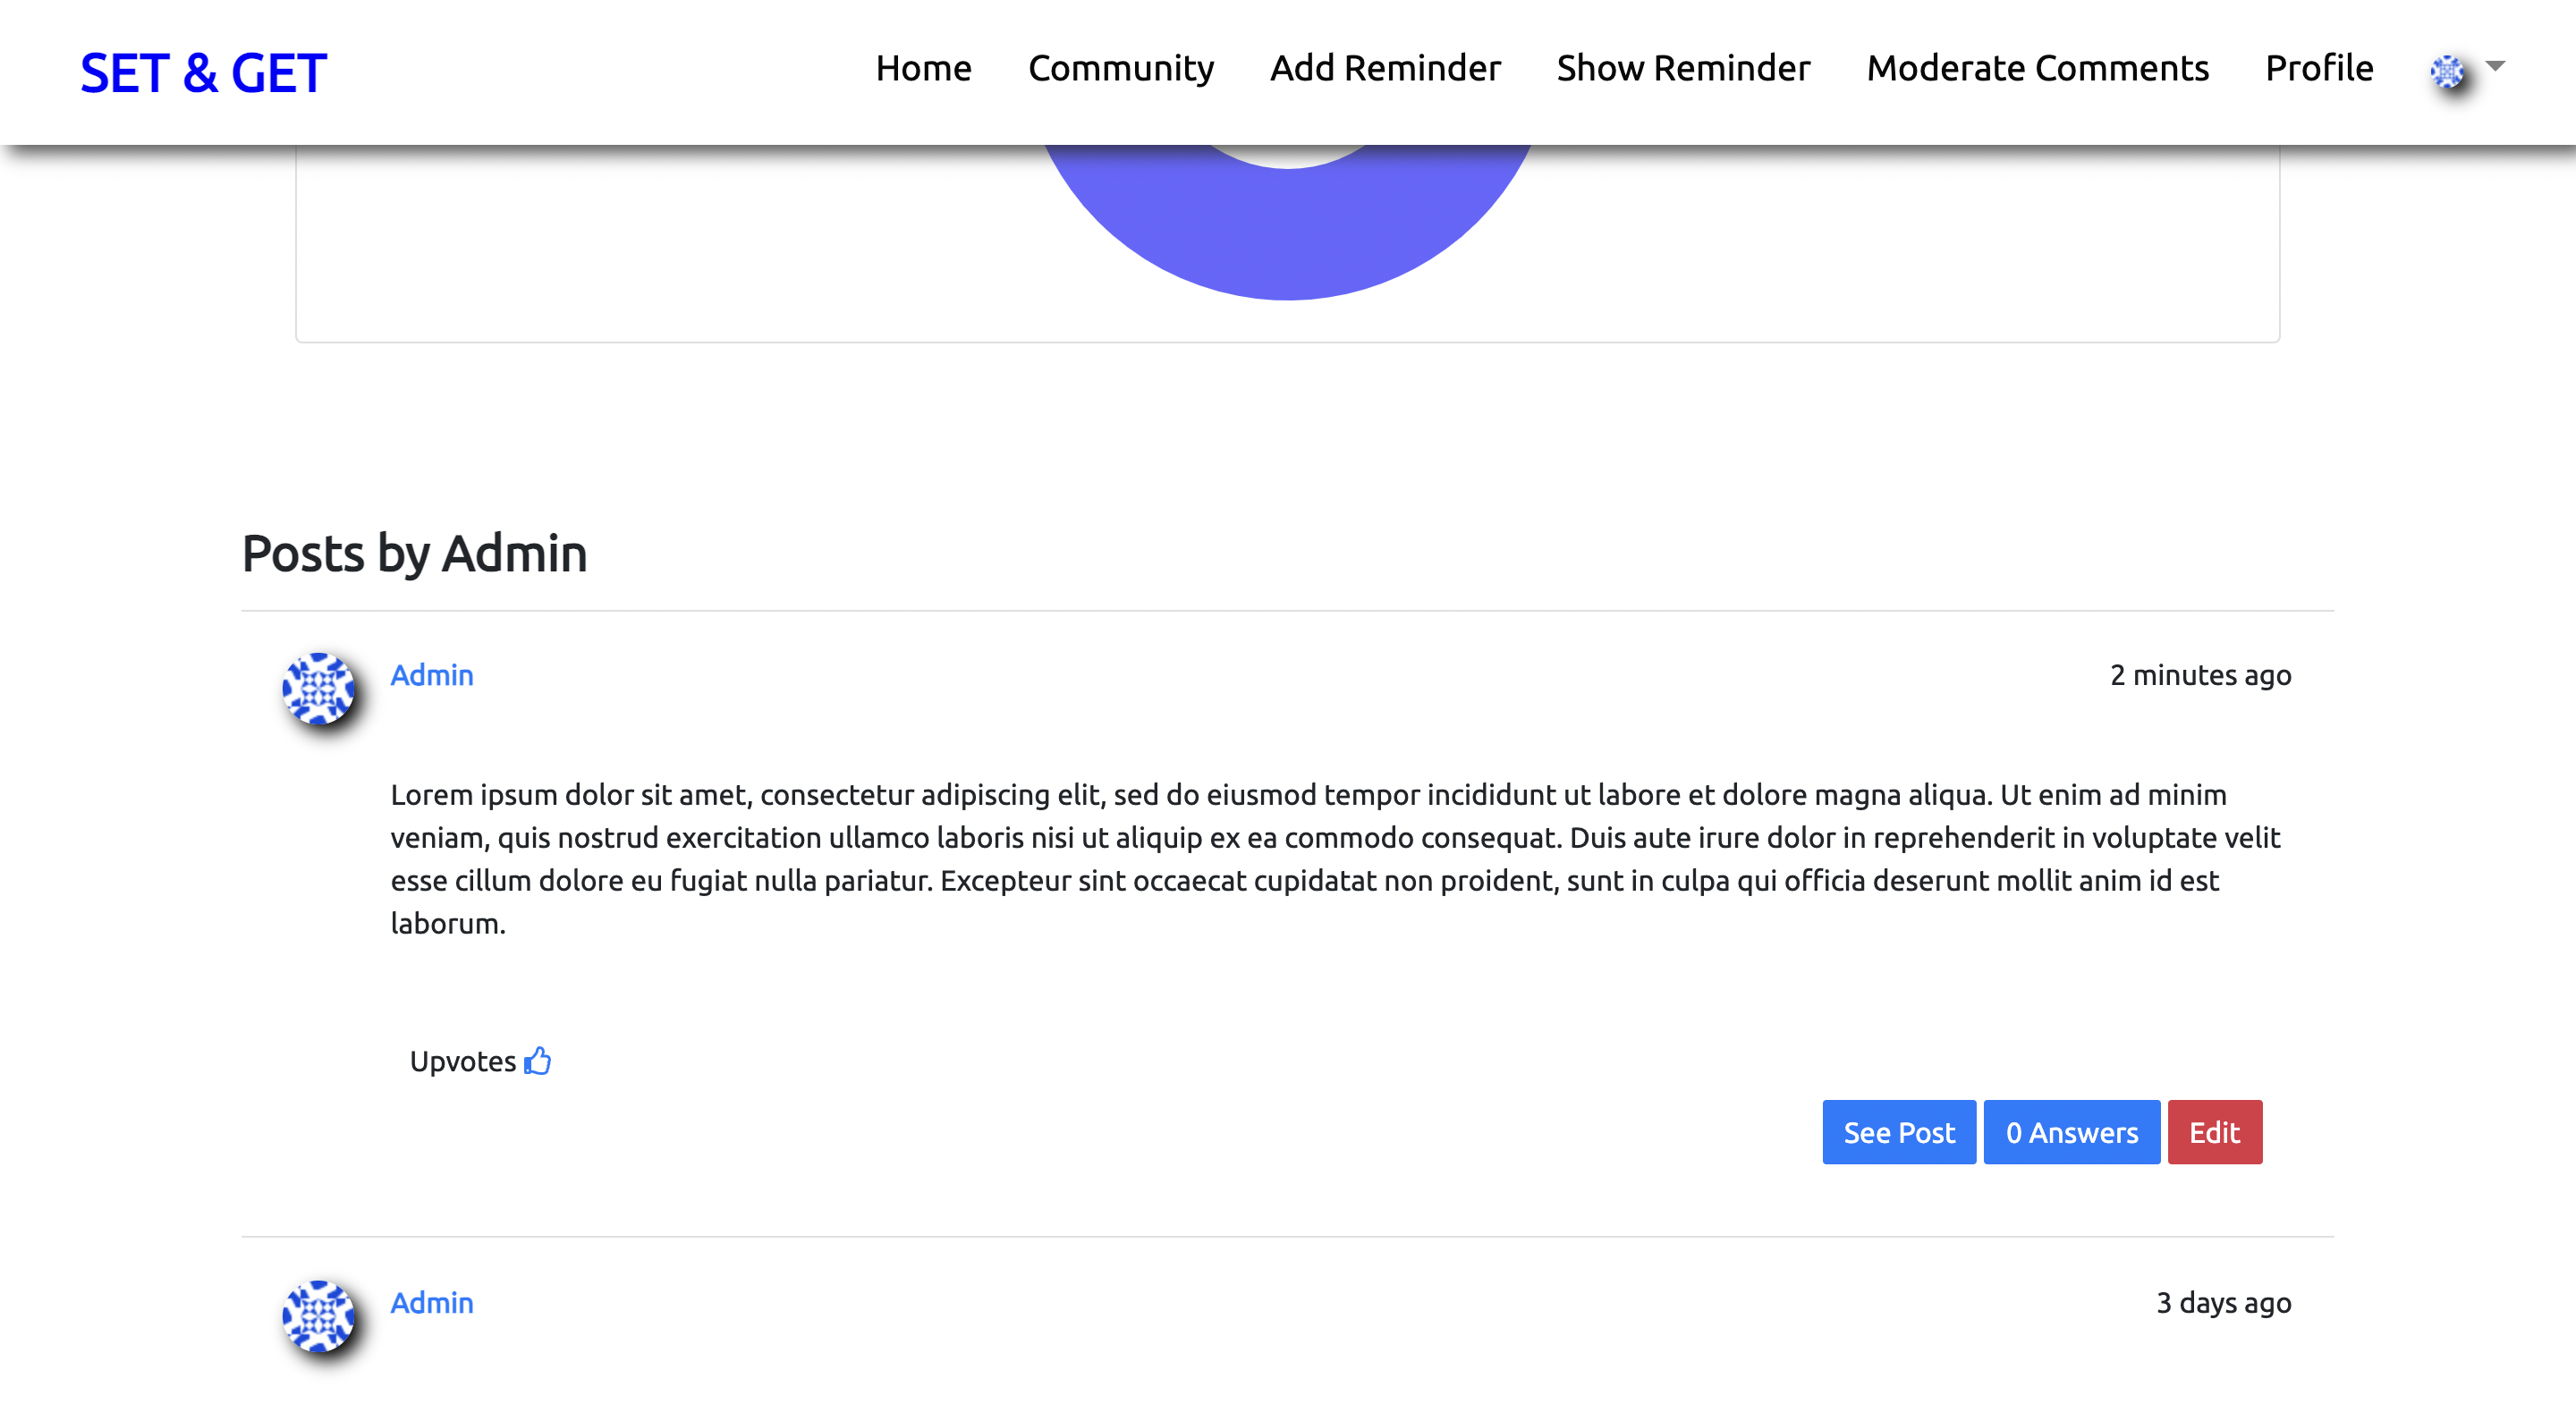 SET & GET
Home Community Add Reminder Show Reminder Moderate Comments Profile
Posts by Admin
Admin 2 minutes ago
Lorem ipsum dolor sit amet, consectetur adipiscing elit, sed do eiusmod tempor incididunt ut labore et dolore magna aliqua. Ut enim ad minim
veniam, quis nostrud exercitation ullamco laboris nisi ut aliquip ex ea commodo consequat. Duis aute irure dolor in reprehenderit in voluptate velit
esse cillum dolore eu fugiat nulla pariatur. Excepteur sint occaecat cupidatat non proident, sunt in culpa qui officia deserunt mollit anim id est
laborum.
Upvotes
See Post 0 Answers Edit
Admin 3 days ago